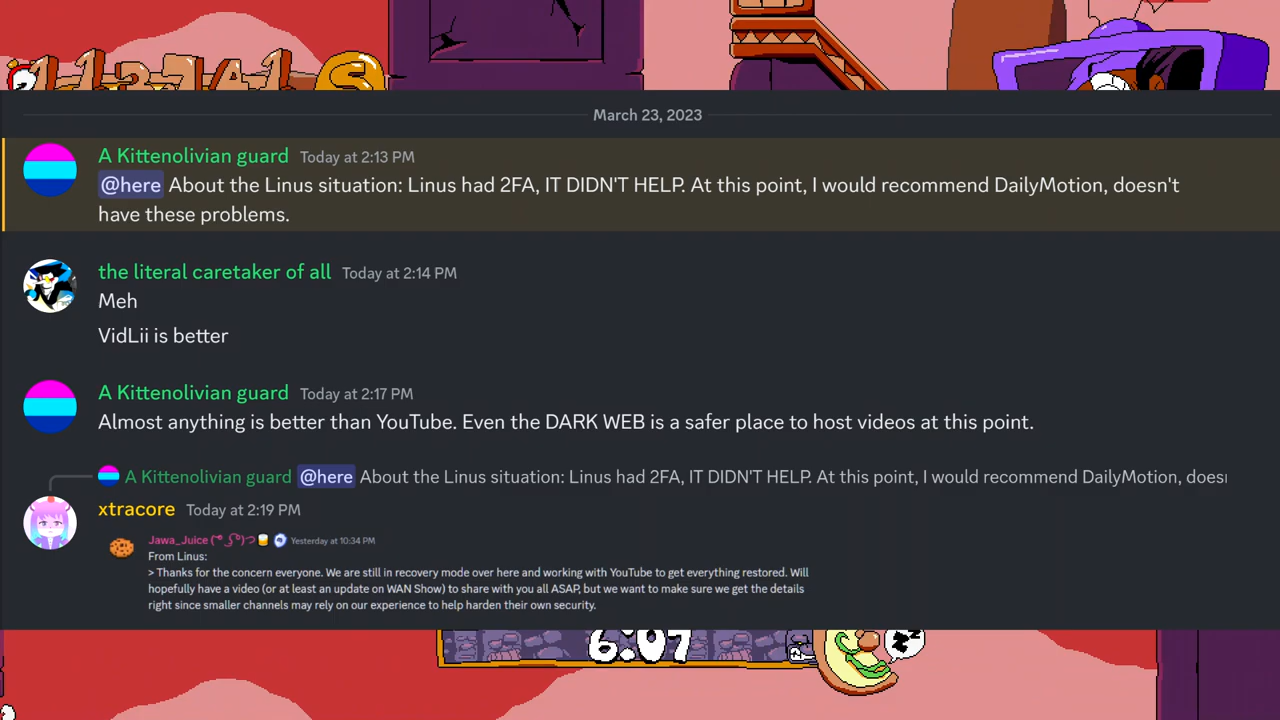 11-3-7/4/ S
March 23, 2023
A Kittenolivian guard Today at 2:13 PM
@here About the Linus situation: Linus had 2FA, IT DIDN'T HELP. At this point, I would recommend DailyMotion, doesn't
have these problems.
the literal caretaker of all Today at 2:14 PM
Meh
VidLii is better
A Kittenolivian guard Today at 2:17 PM
Almost anything is better than YouTube. Even the DARK WEB is a safer place to host videos at this point.
A Kittenolivian guard @here About the Linus situation: Linus had 2FA, IT DIDN'T HELP. At this point, I would recommend DailyMotion, does
xtracore Today at 2:19 PM
Jawa_Juice (͡° ͜ʖ ͡°)つ🍺 Yesterday at 10:34 PM
From Linus:
> Thanks for the concern everyone. We are still in recovery mode over here and working with YouTube to get everything restored. Will
hopefully have a video (or at least an update on WAN Show) to share with you all ASAP, but we want to make sure we get the details
right since smaller channels may rely on our experience to help harden their own security.
6:07
z z